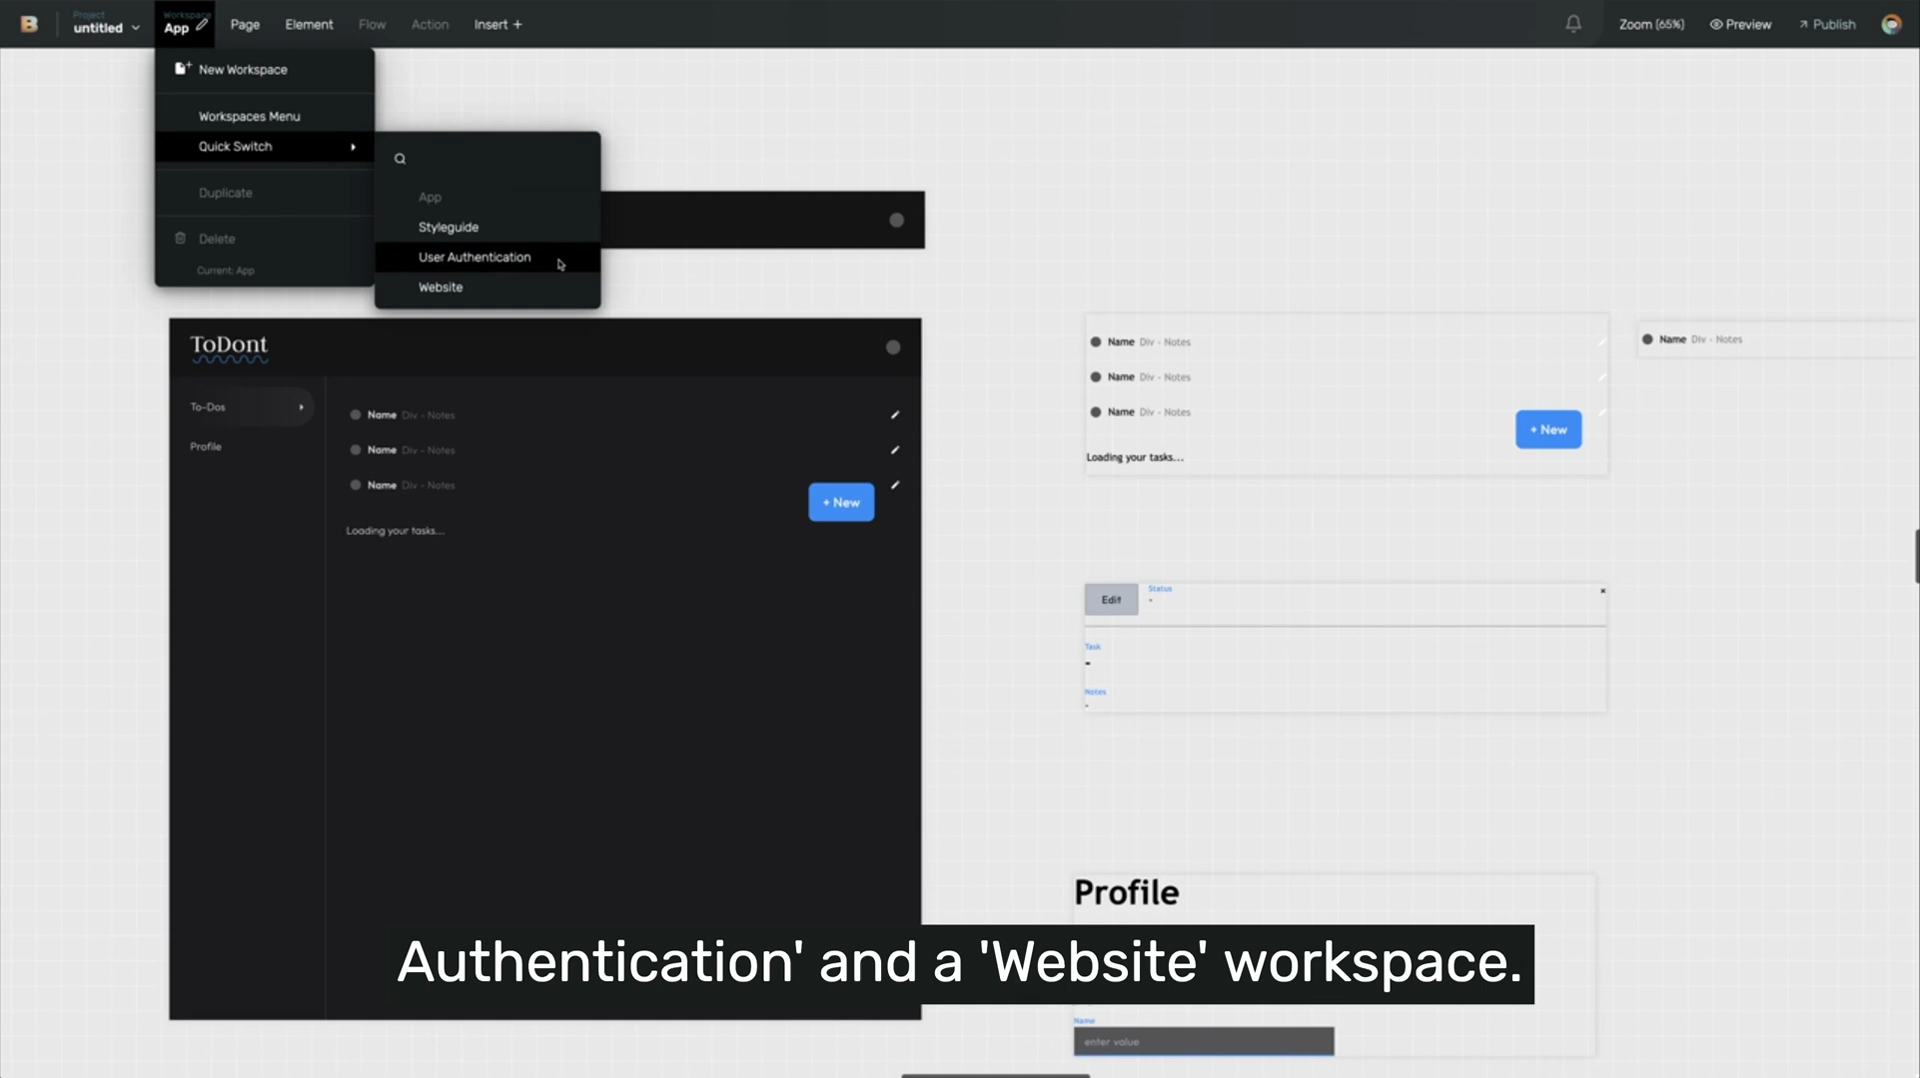 Project
untitled
Workspace
App
Page
Element
Flow
Action
Insert +
Zoom (65%)
Preview
Publish
New Workspace
Workspaces Menu
Quick Switch
Duplicate
Delete
Current: App
App
Styleguide
User Authentication
Website
ToDont
To-Dos
Profile
Name Div - Notes
Name Div - Notes
Name Div - Notes
+ New
Loading your tasks...
Name Div - Notes
Name Div - Notes
Name Div - Notes
+ New
Loading your tasks...
Name Div - Notes
Edit
Status
-
Task
-
Notes
-
Profile
Authentication' and a 'Website' workspace.
Name
enter value